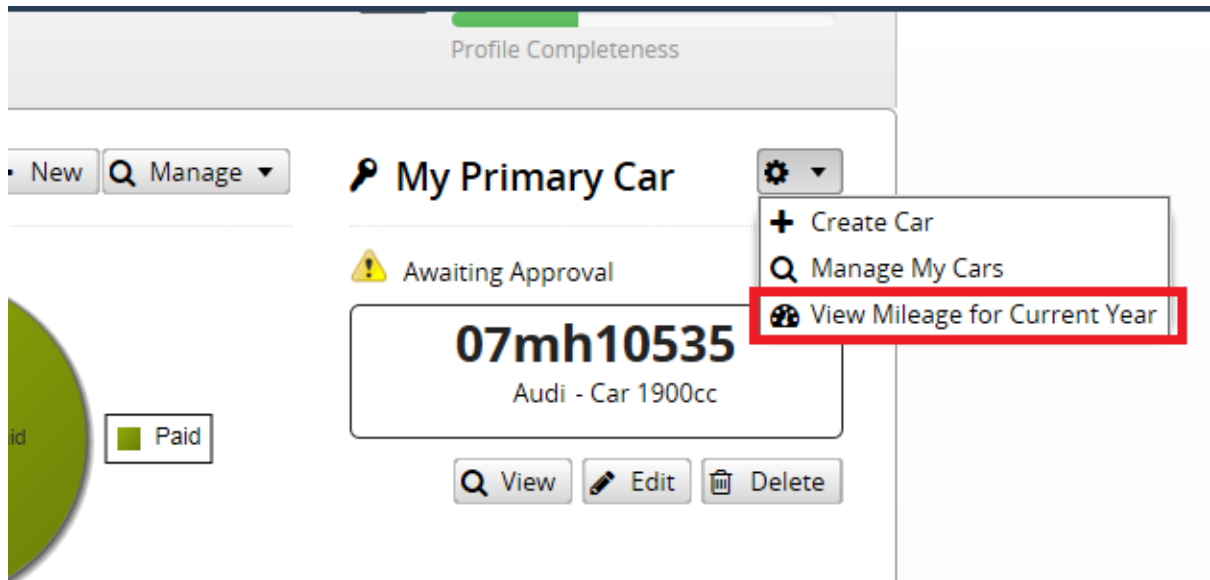 Profile Completeness
New
Manage
My Primary Car
Create Car
Manage My Cars
View Mileage for Current Year
Awaiting Approval
07mh10535
Audi - Car 1900cc
Paid
View
Edit
Delete